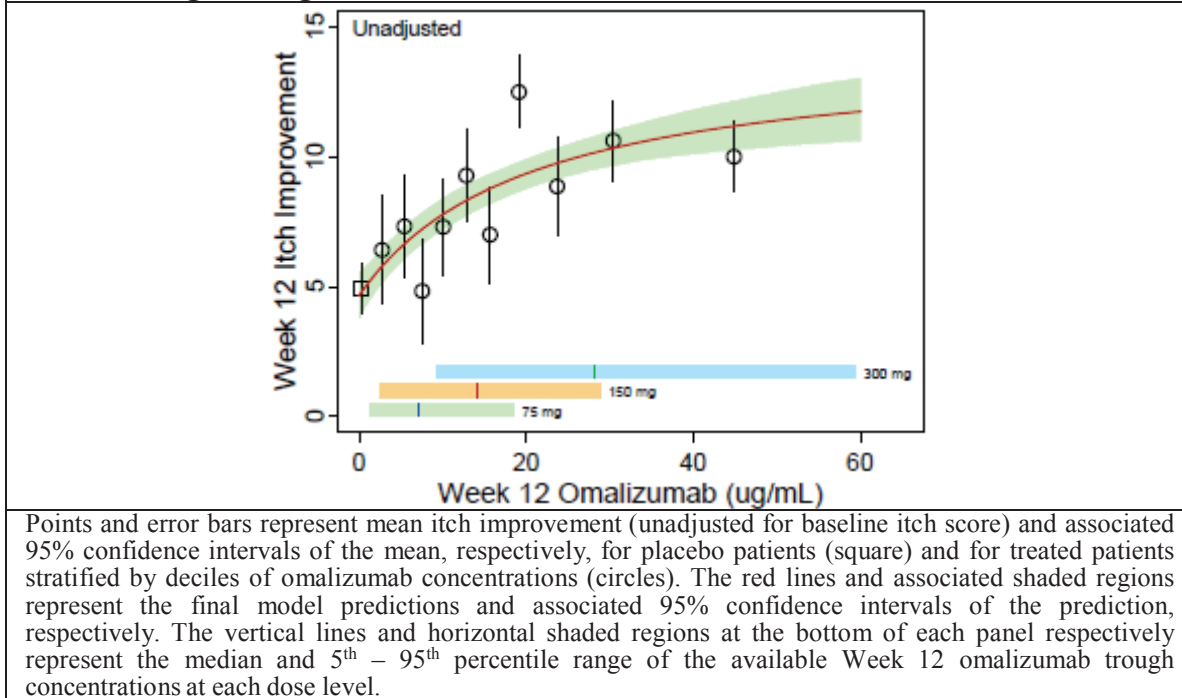 Unadjusted
15
10
5
0
Week 12 Itch Improvement
300 mg
150 mg
75 mg
0 20 40 60
Week 12 Omalizumab (ug/mL)
Points and error bars represent mean itch improvement (unadjusted for baseline itch score) and associated
95% confidence intervals of the mean, respectively, for placebo patients (square) and for treated patients
stratified by deciles of omalizumab concentrations (circles). The red lines and associated shaded regions
represent the final model predictions and associated 95% confidence intervals of the prediction,
respectively. The vertical lines and horizontal shaded regions at the bottom of each panel respectively
represent the median and 5th – 95th percentile range of the available Week 12 omalizumab trough
concentrations at each dose level.